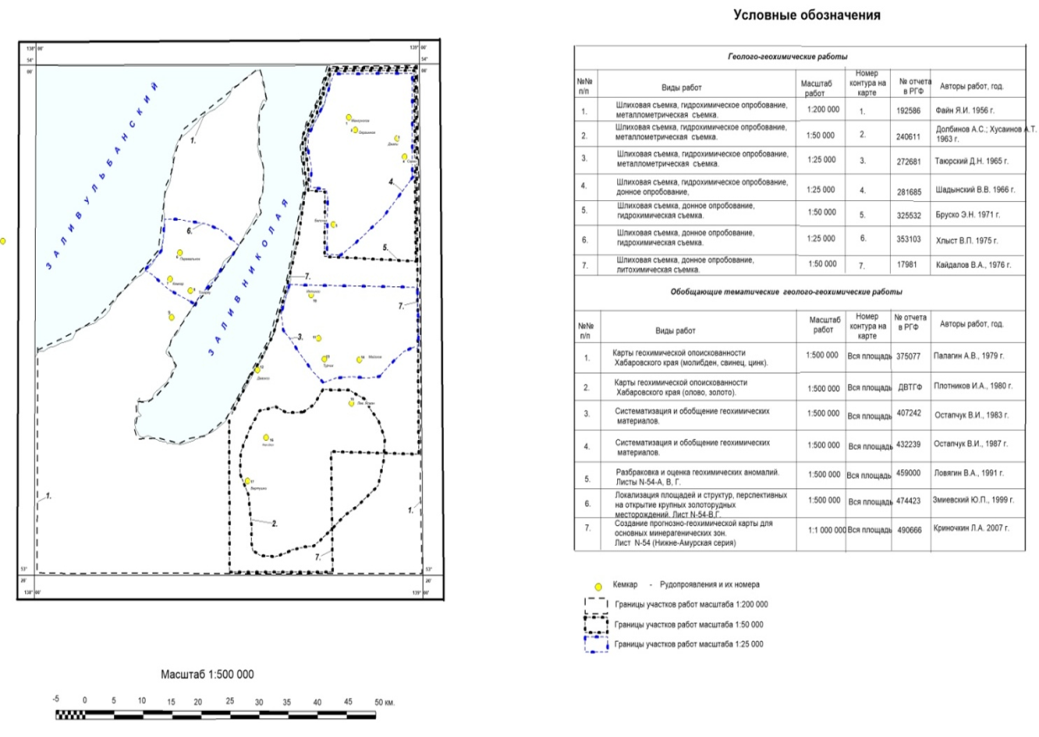 Условные обозначения
Геолого-геохимические работы
№№ п/п
Виды работ
Масштаб работ
Номер контура на карте
№ отчета в РГФ
Авторы работ, год.
1.
Шлиховая съемка, гидрохимическое опробование,
металлометрическая съемка.
1:200 000
1.
192586
Файн Я.И. 1956 г.
2.
Шлиховая съемка, гидрохимическое опробование,
металлометрическая съемка.
1:50 000
2.
240611
Долбинов А.С.; Хусаинов А.Т.
1963 г.
3.
Шлиховая съемка, гидрохимическое опробование,
металлометрическая съемка.
1:25 000
3.
272681
Таюрский Д.Н. 1965 г.
4.
Шлиховая съемка, гидрохимическое опробование,
донное опробование,
1:25 000
4.
281685
Шадынский В.В. 1966 г.
5.
Шлиховая съемка, донное опробование,
гидрохимическая съемка.
1:50 000
5.
325532
Бруско Э.Н. 1971 г.
6.
Шлиховая съемка, донное опробование,
гидрохимическая съемка.
1:25 000
6.
353103
Хлыст В.П. 1975 г.
7.
Шлиховая съемка, донное опробование,
литохимическая съемка.
1:50 000
7.
17981
Кайдалов В.А., 1976 г.
Обобщающие тематические геолого-геохимические работы
№№ п/п
Виды работ
Масштаб работ
Номер контура на карте
№ отчета в РГФ
Авторы работ, год.
1.
Карты геохимической опоискованности
Хабаровского края (молибден, свинец, цинк).
1:500 000
Вся площадь
375077
Палагин А.В., 1979 г.
2.
Карты геохимической опоискованности
Хабаровского края (олово, золото).
1:500 000
Вся площадь
ДВТГФ
Плотников И.А., 1980 г.
3.
Систематизация и обобщение геохимических
материалов.
1:500 000
Вся площадь
407242
Остапчук В.И., 1983 г.
4.
Систематизация и обобщение геохимических
материалов.
1:500 000
Вся площадь
432239
Остапчук В.И., 1987 г.
5.
Разбраковка и оценка геохимических аномалий.
Листы N-54-А, В, Г.
1:500 000
Вся площадь
459000
Ловягин В.А., 1991 г.
6.
Локализация площадей и структур, перспективных
на открытие крупных золоторудных
месторождений. Лист N-54-В,Г.
1:500 000
Вся площадь
474423
Змиевский Ю.П., 1999 г.
7.
Создание прогнозно-геохимической карты для
основных минерагенических зон.
Лист N-54 (Нижне-Амурская серия)
1:1 000 000
Вся площадь
490666
Криночкин Л.А. 2007 г.
Кемкар - Рудопроявления и их номера
Границы участков работ масштаба 1:200 000
Границы участков работ масштаба 1:50 000
Границы участков работ масштаба 1:25 000
ЗАЛИВ УЛЬБАНСКИЙ
ЗАЛИВ НИКОЛАЯ
1.
6.
4.
5.
7.
7.
3.
2.
7.
1.
1.
Масштаб 1:500 000
-5 0 5 10 15 20 25 30 35 40 45 50 км.